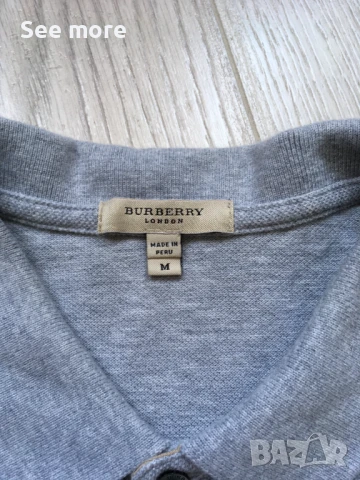 See more
BURBERRY
LONDON
MADE IN
PERU
M
BAZAR